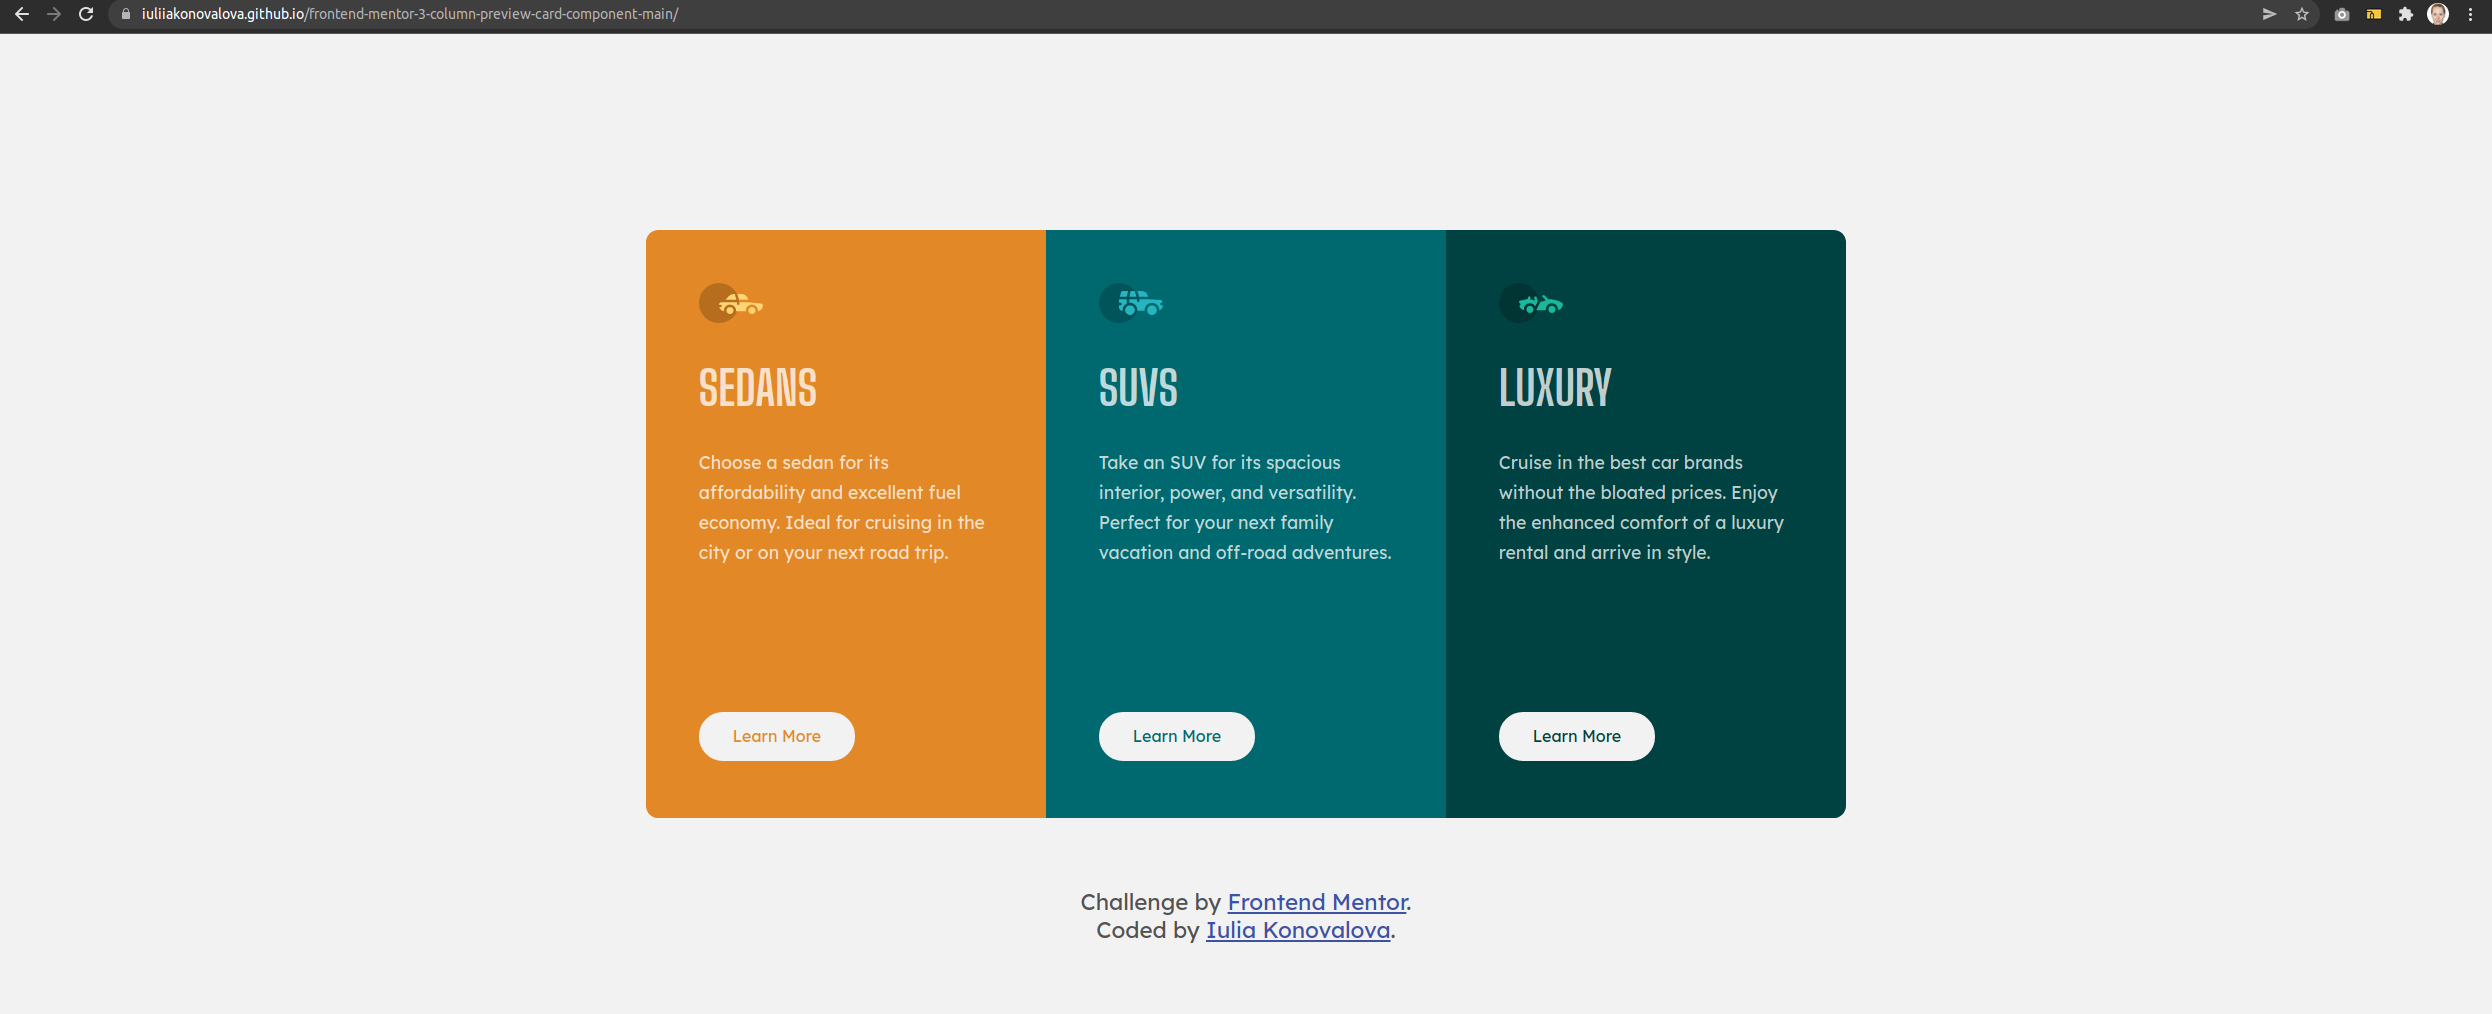 iuliiakonovalova.github.io/frontend-mentor-3-column-preview-card-component-main/
SEDANS
Choose a sedan for its
affordability and excellent fuel
economy. Ideal for cruising in the
city or on your next road trip.
Learn More
SUVS
Take an SUV for its spacious
interior, power, and versatility.
Perfect for your next family
vacation and off-road adventures.
Learn More
LUXURY
Cruise in the best car brands
without the bloated prices. Enjoy
the enhanced comfort of a luxury
rental and arrive in style.
Learn More
Challenge by Frontend Mentor.
Coded by Iulia Konovalova.